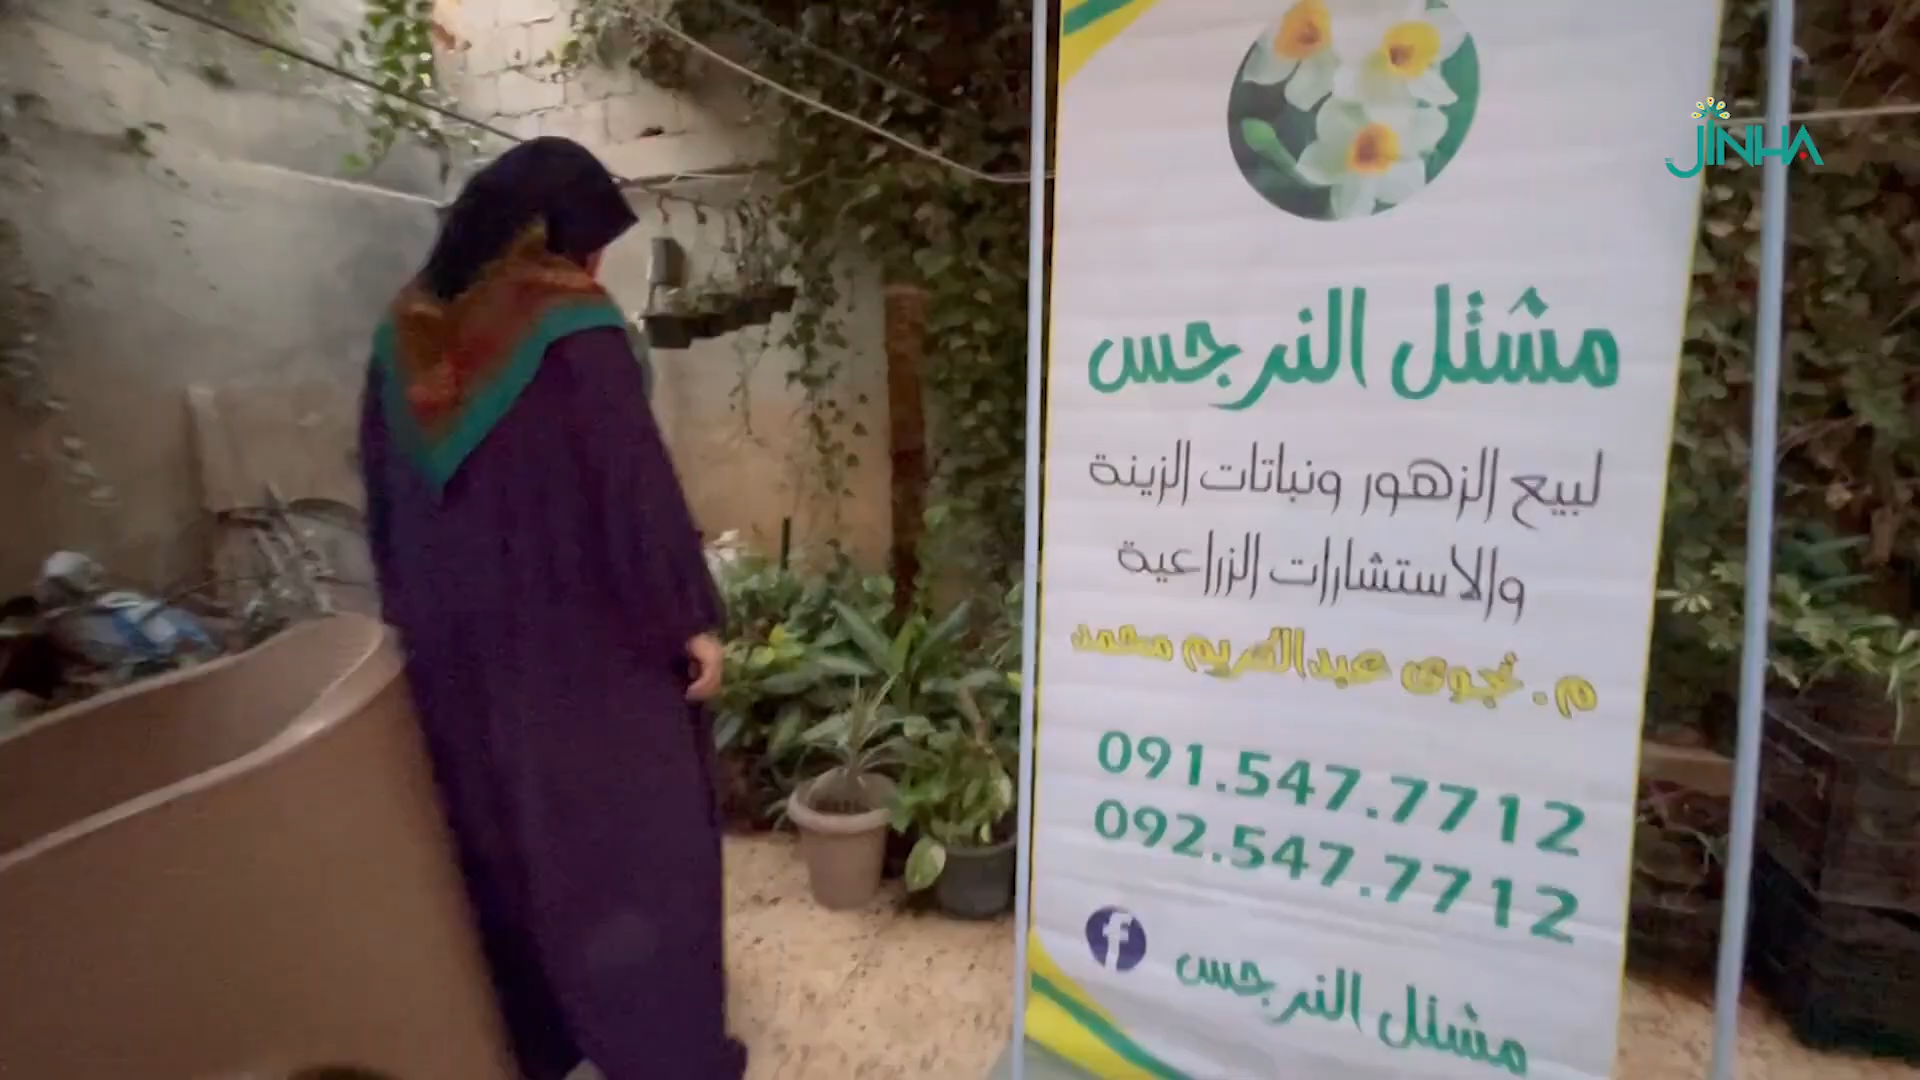 JINHA
مشتل النرجس
لبيع الزهور ونباتات الزينة
والاستشارات الزراعية
م. نجوى عبدالكريم محمد
091.547.7712
092.547.7712
f مشتل النرجس